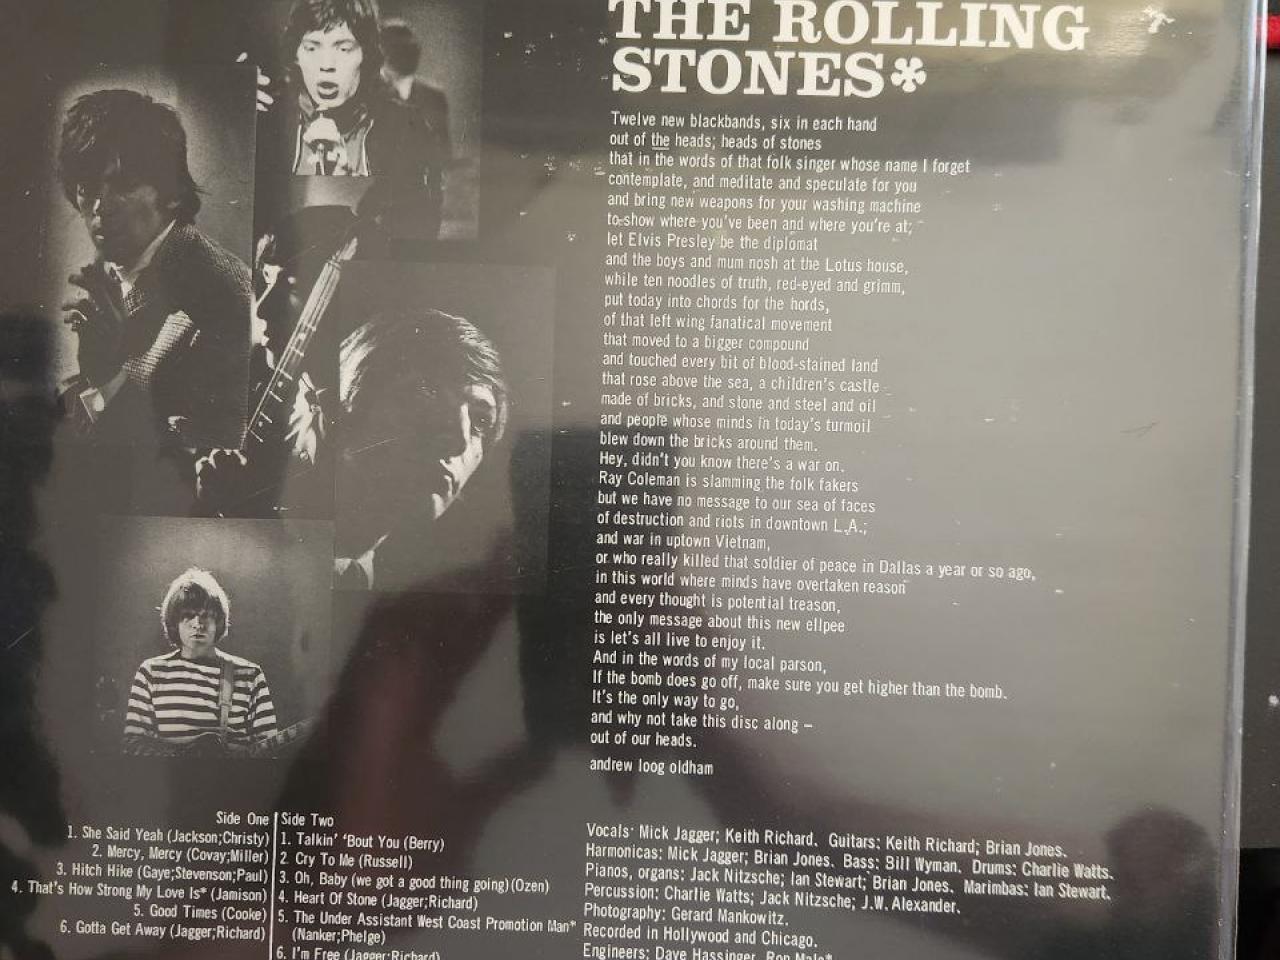 THE ROLLING
STONES*
Twelve new blackbands, six in each hand
out of the heads; heads of stones
that in the words of that folk singer whose name I forget
contemplate, and meditate and speculate for you
and bring new weapons for your washing machine
to show where you've been and where you're at;
let Elvis Presley be the diplomat
and the boys and mum nosh at the Lotus house,
while ten noodles of truth, red-eyed and grimm,
put today into chords for the hords,
of that left wing fanatical movement
that moved to a bigger compound
and touched every bit of blood-stained land
that rose above the sea, a children's castle
made of bricks, and stone and steel and oil
and people whose minds in today's turmoil
blew down the bricks around them.
Hey, didn't you know there's a war on.
Ray Coleman is slamming the folk fakers
but we have no message to our sea of faces
of destruction and riots in downtown L.A.;
and war in uptown Vietnam,
or who really killed that soldier of peace in Dallas a year or so ago,
in this world where minds have overtaken reason
and every thought is potential treason,
the only message about this new ellpee
is let's all live to enjoy it.
And in the words of my local parson,
If the bomb does go off, make sure you get higher than the bomb.
It's the only way to go,
and why not take this disc along –
out of our heads.
andrew loog oldham
Side One
1. She Said Yeah (Jackson;Christy)
2. Mercy, Mercy (Covay;Miller)
3. Hitch Hike (Gaye;Stevenson;Paul)
4. That's How Strong My Love Is* (Jamison)
5. Good Times (Cooke)
6. Gotta Get Away (Jagger;Richard)
Side Two
1. Talkin' 'Bout You (Berry)
2. Cry To Me (Russell)
3. Oh, Baby (we got a good thing going)(Ozen)
4. Heart Of Stone (Jagger;Richard)
5. The Under Assistant West Coast Promotion Man*
(Nanker;Phelge)
6. I'm Free (Jagger;Richard)
Vocals: Mick Jagger; Keith Richard. Guitars: Keith Richard; Brian Jones.
Harmonicas: Mick Jagger; Brian Jones. Bass: Bill Wyman. Drums: Charlie Watts.
Pianos, organs: Jack Nitzsche; Ian Stewart; Brian Jones. Marimbas: Ian Stewart.
Percussion: Charlie Watts; Jack Nitzsche; J.W. Alexander.
Photography: Gerard Mankowitz.
Recorded in Hollywood and Chicago.
Engineers: Dave Hassinger, Ron Malo*